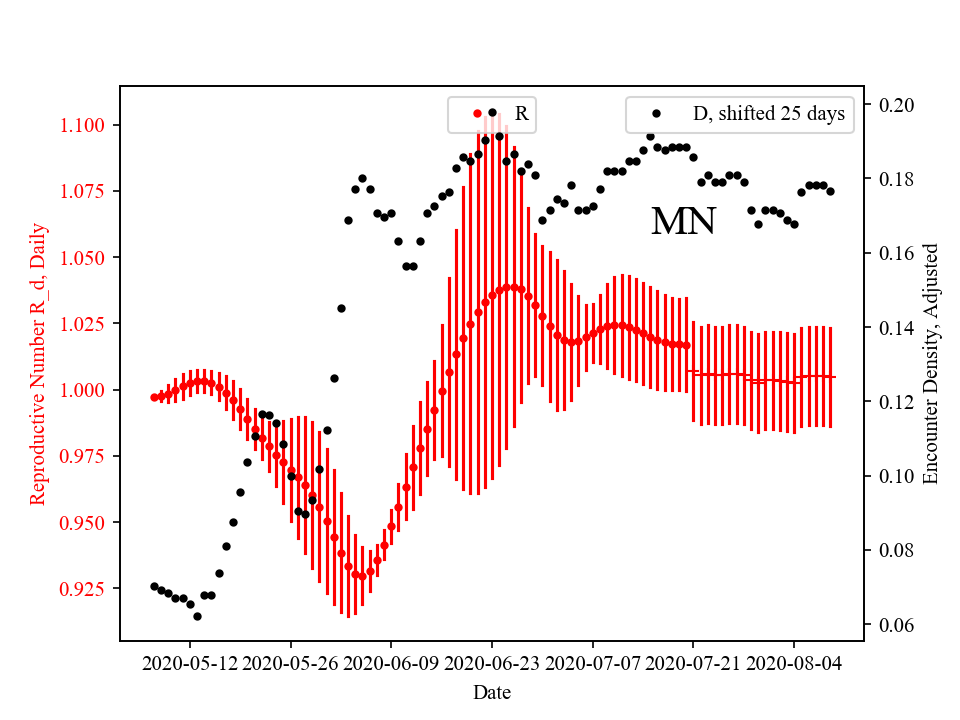 R
D, shifted 25 days
MN
Reproductive Number R_d, Daily
1.100
1.075
1.050
1.025
1.000
0.975
0.950
0.925
0.20
0.18
0.16
0.14
0.12
0.10
0.08
0.06
Encounter Density, Adjusted
2020-05-12 2020-05-26 2020-06-09 2020-06-23 2020-07-07 2020-07-21 2020-08-04
Date